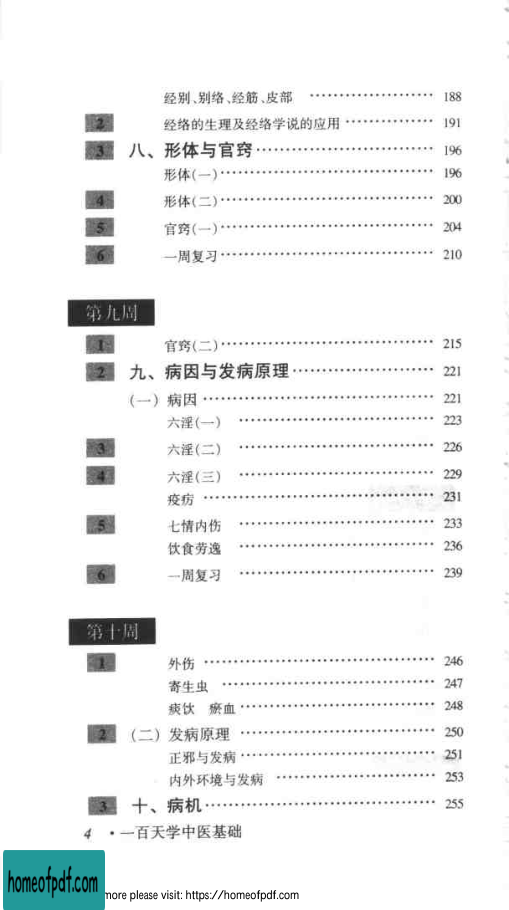 经别、别络、经筋、皮部 ………………… 188
2 经络的生理及经络学说的应用 …………… 191
3 八、形体与官窍………………………… 196
形体(一)……………………………… 196
4 形体(二)……………………………… 200
5 官窍(一)……………………………… 204
6 一周复习……………………………… 210
第九周
1 官窍(二)……………………………… 215
2 九、病因与发病原理…………………… 221
(一) 病因 ………………………………… 221
六淫(一) …………………………… 223
3 六淫(二) …………………………… 226
4 六淫(三) …………………………… 229
疫疠 ………………………………… 231
5 七情内伤 …………………………… 233
饮食劳逸 …………………………… 236
6 一周复习 …………………………… 239
第十周
1 外伤 ………………………………… 246
寄生虫 ……………………………… 247
痰饮 瘀血…………………………… 248
2 (二) 发病原理 …………………………… 250
正邪与发病…………………………… 251
内外环境与发病 ……………………… 253
3 十、病机………………………………… 255
4 ·一百天学中医基础
homeofpdf.com
more please visit: https://homeofpdf.com